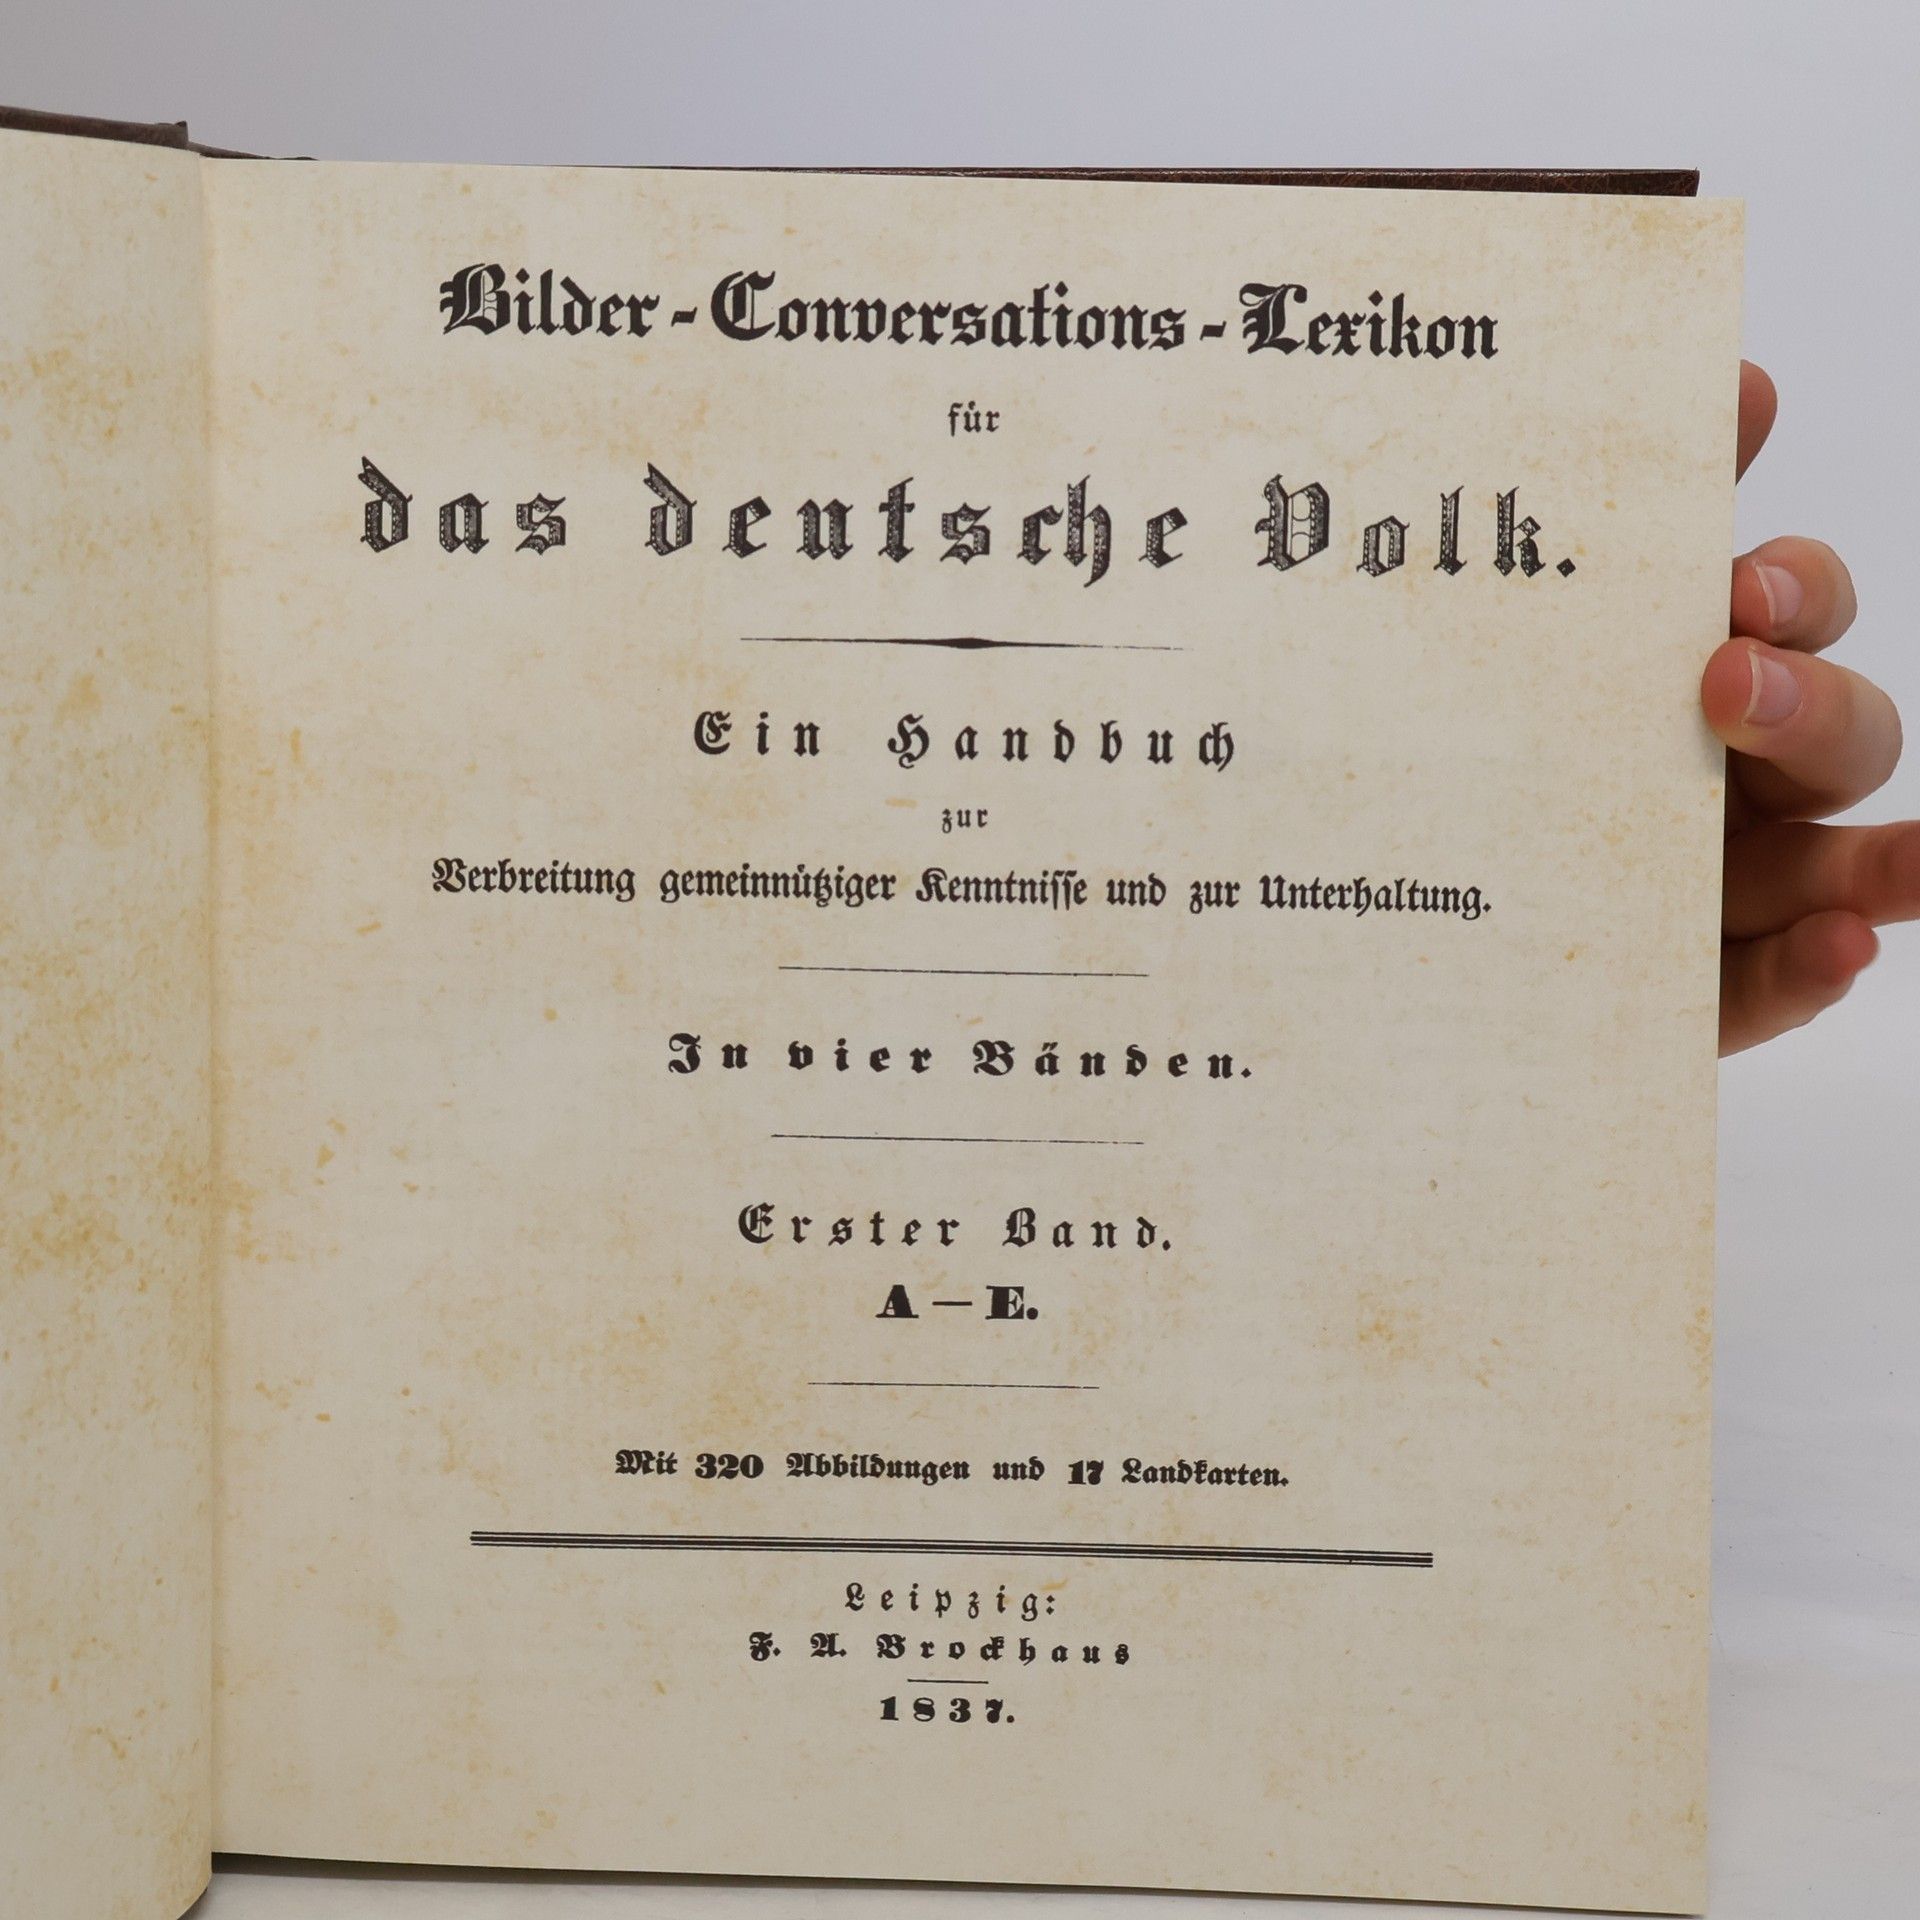 Bilder-Conversations-Lexikon
für
das deutsche Volk.
Ein Handbuch
zur
Verbreitung gemeinnütziger Kenntnisse und zur Unterhaltung.
In vier Bänden.
Erster Band.
A—E.
Mit 320 Abbildungen und 17 Landkarten.
Leipzig:
F. A. Brockhaus
1837.